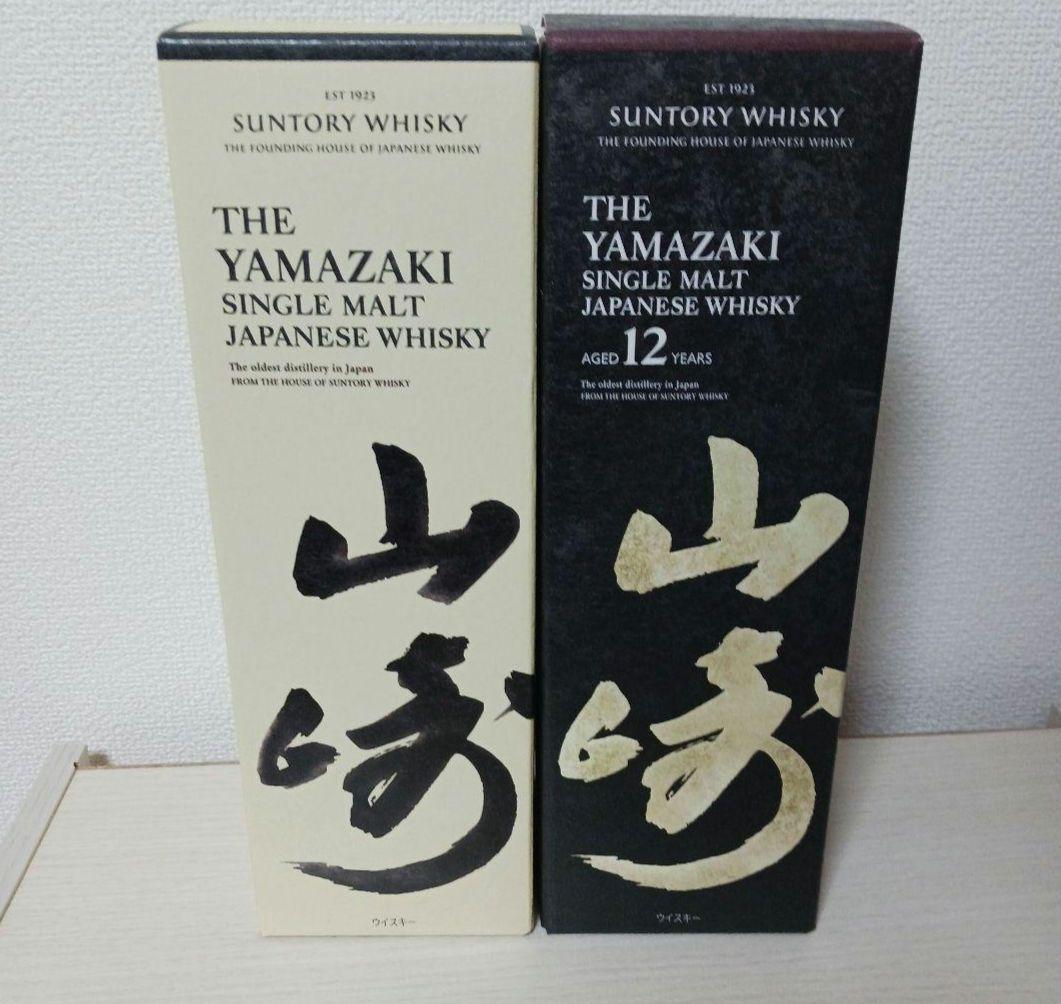 EST 1923
SUNTORY WHISKY
THE FOUNDING HOUSE OF JAPANESE WHISKY
THE
YAMAZAKI
SINGLE MALT
JAPANESE WHISKY
The oldest distillery in Japan
FROM THE HOUSE OF SUNTORY WHISKY
山
崎
ウイスキー
EST 1923
SUNTORY WHISKY
THE FOUNDING HOUSE OF JAPANESE WHISKY
THE
YAMAZAKI
SINGLE MALT
JAPANESE WHISKY
AGED 12 YEARS
The oldest distillery in Japan
FROM THE HOUSE OF SUNTORY WHISKY
山
崎
ウイスキー